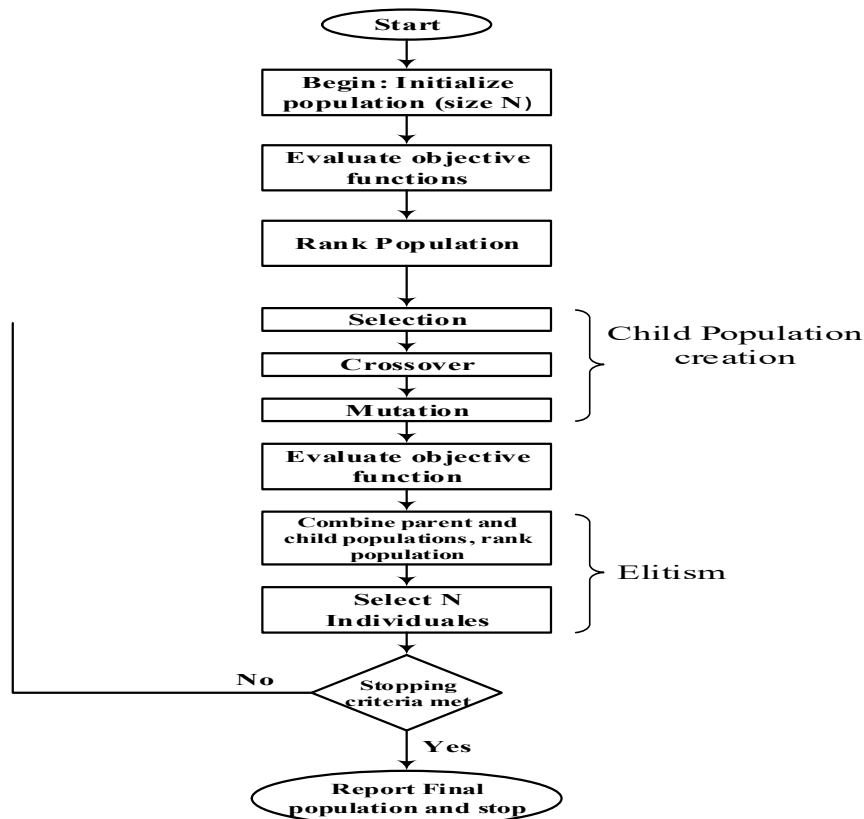 Start
Begin: Initialize
population (size N)
Evaluate objective
functions
Rank Population
Selection
Crossover
Mutation
Child Population
creation
Evaluate objective
function
Combine parent and
child populations, rank
population
Select N
Individuales
Elitism
Stopping
criteria met
No
Yes
Report Final
population and stop